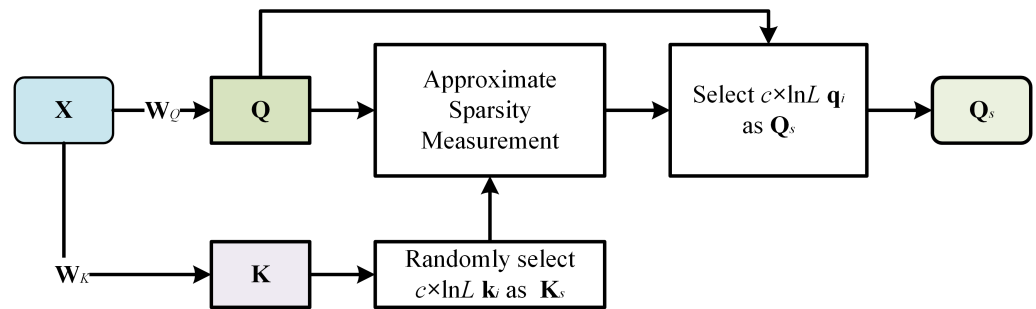 X
W_Q
Q
Approximate
Sparsity
Measurement
Select c×lnL q_i
as Q_s
Q_s
W_K
K
Randomly select
c×lnL k_i as K_s